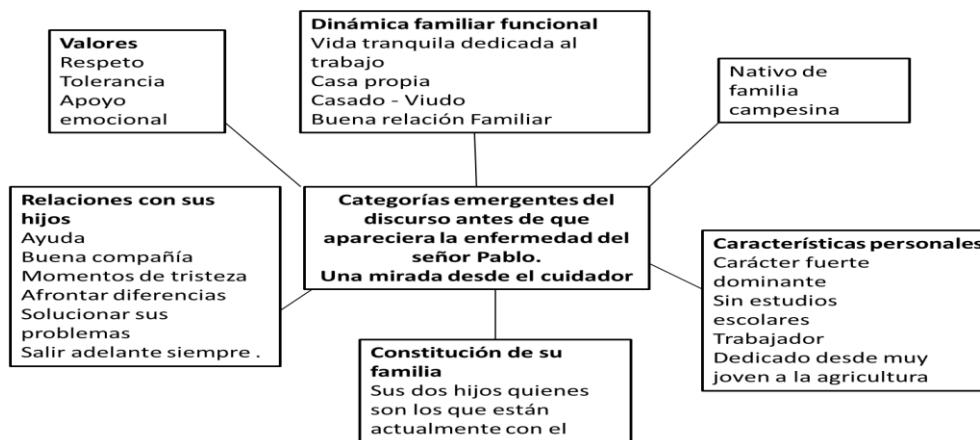 Valores
Respeto
Tolerancia
Apoyo
emocional
Dinámica familiar funcional
Vida tranquila dedicada al
trabajo
Casa propia
Casado - Viudo
Buena relación Familiar
Nativo de
familia
campesina
Relaciones con sus
hijos
Ayuda
Buena compañía
Momentos de tristeza
Afrontar diferencias
Solucionar sus
problemas
Salir adelante siempre .
Categorías emergentes del
discurso antes de que
apareciera la enfermedad del
señor Pablo.
Una mirada desde el cuidador
Características personales
Carácter fuerte
dominante
Sin estudios
escolares
Trabajador
Dedicado desde muy
joven a la agricultura
Constitución de su
familia
Sus dos hijos quienes
son los que están
actualmente con el